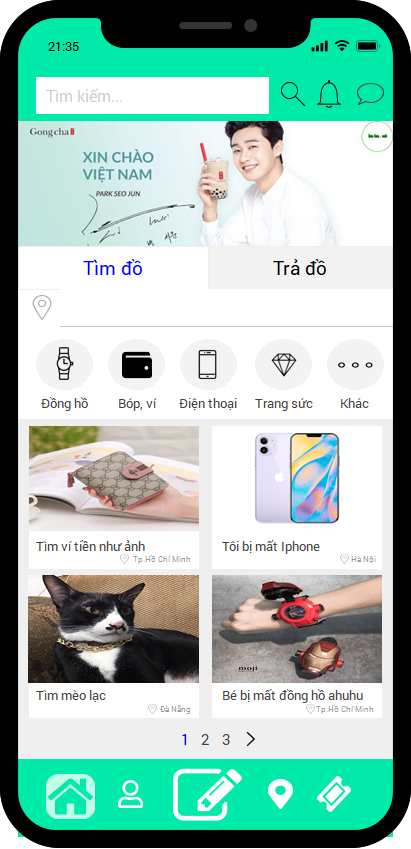 21:35
Tìm kiếm...
Gong cha
XIN CHÀO
VIỆT NAM
PARK SEO JUN
Tìm đồ
Trả đồ
Đồng hồ
Bóp, ví
Điện thoại
Trang sức
Khác
Tìm ví tiền như ảnh
Tp.Hồ Chí Minh
Tôi bị mất Iphone
Hà Nội
Tìm mèo lạc
Đà Nẵng
moji
Bé bị mất đồng hồ ahuhu
Tp.Hồ Chí Minh
1 2 3